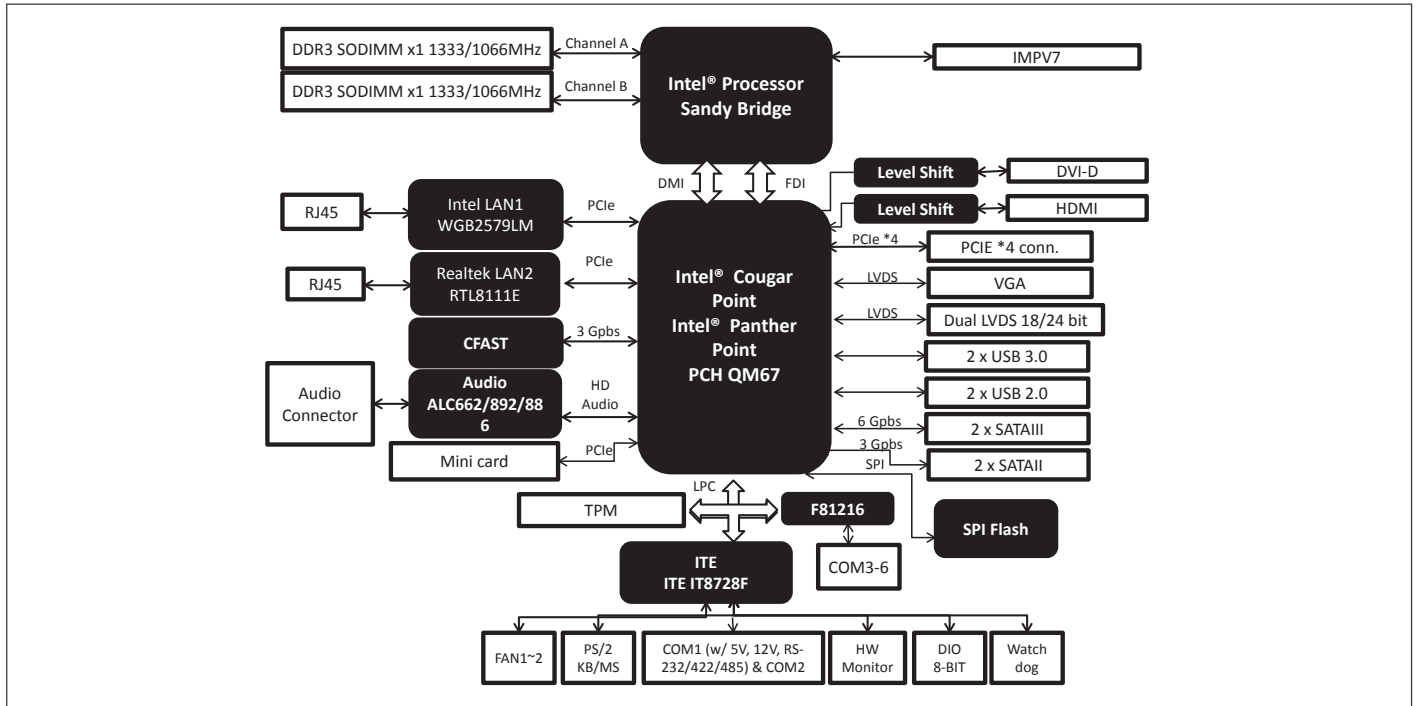 DDR3 SODIMM x1 1333/1066MHz
Channel A
DDR3 SODIMM x1 1333/1066MHz
Channel B
Intel® Processor
Sandy Bridge
IMPV7
DMI
FDI
Level Shift
DVI-D
Level Shift
HDMI
RJ45
Intel LAN1
WGB2579LM
PCIe
RJ45
Realtek LAN2
RTL8111E
PCIe
CFAST
3 Gpbs
Audio
Connector
Audio
ALC662/892/88
6
HD
Audio
Mini card
PCIe
Intel® Cougar
Point
Intel® Panther
Point
PCH QM67
PCIe *4
PCIE *4 conn.
LVDS
VGA
LVDS
Dual LVDS 18/24 bit
2 x USB 3.0
2 x USB 2.0
6 Gpbs
2 x SATAIII
3 Gpbs
2 x SATAII
SPI
SPI Flash
LPC
TPM
F81216
COM3-6
ITE
ITE IT8728F
FAN1~2
PS/2
KB/MS
COM1 (w/ 5V, 12V, RS-
232/422/485) & COM2
HW
Monitor
DIO
8-BIT
Watch
dog